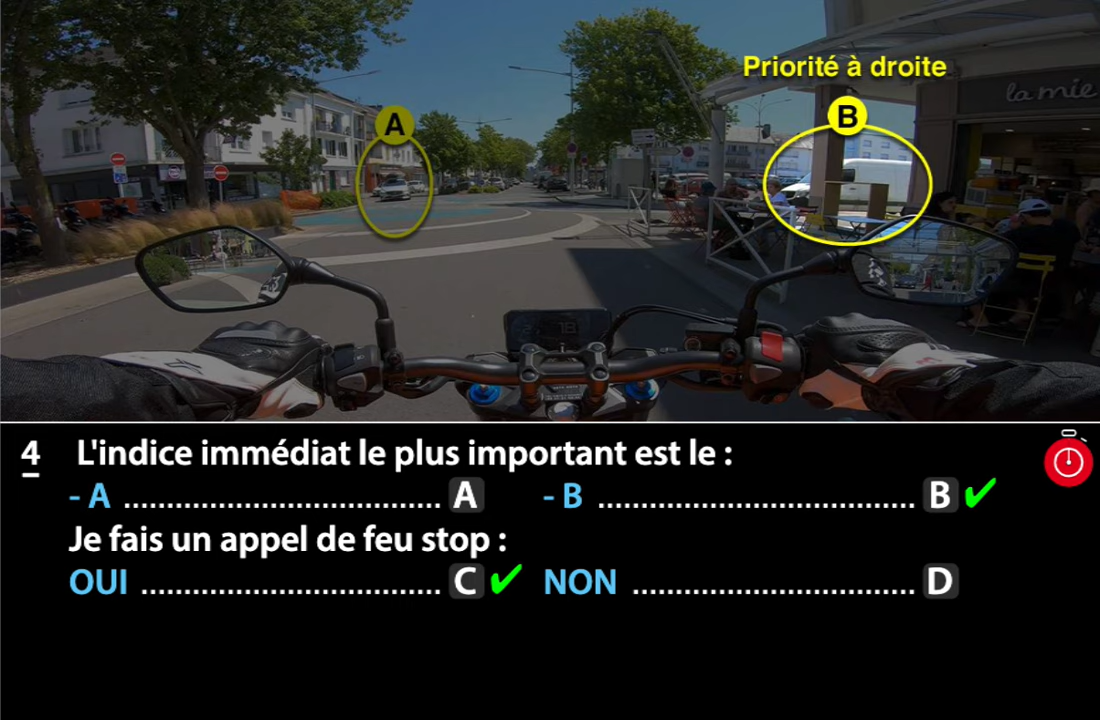 Priorité à droite
A
B
la mie
4 L'indice immédiat le plus important est le :
- A ................................... A - B ................................... B ✔
Je fais un appel de feu stop :
OUI ................................. C ✔ NON ................................ D